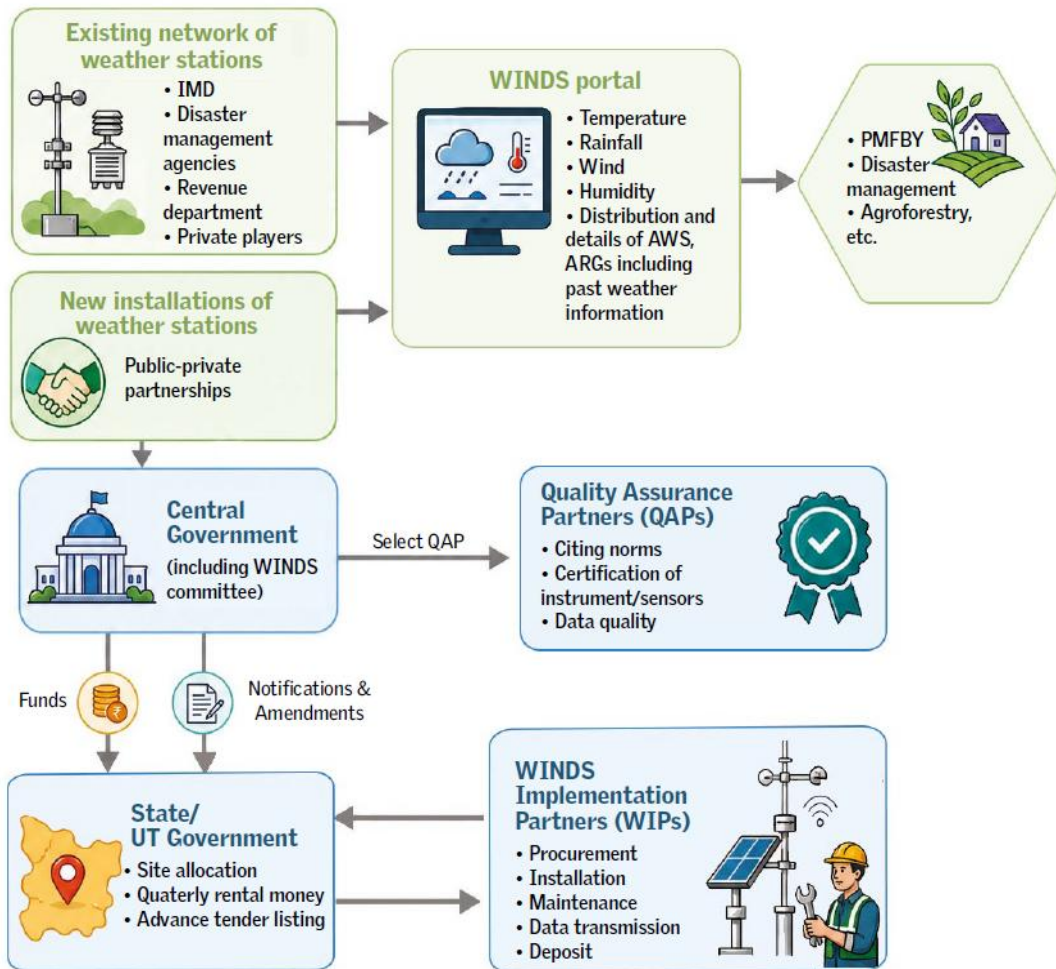 Existing network of
weather stations
• IMD
• Disaster
management
agencies
• Revenue
department
• Private players
WINDS portal
• Temperature
• Rainfall
• Wind
• Humidity
• Distribution and
details of AWS,
ARGs including
past weather
information
• PMFBY
• Disaster
management
• Agroforestry,
etc.
New installations of
weather stations
Public-private
partnerships
Central
Government
(including WINDS
committee)
Select QAP
Quality Assurance
Partners (QAPs)
• Citing norms
• Certification of
instrument/sensors
• Data quality
Funds
₹
Notifications &
Amendments
State/
UT Government
• Site allocation
• Quaterly rental money
• Advance tender listing
WINDS
Implementation
Partners (WIPs)
• Procurement
• Installation
• Maintenance
• Data transmission
• Deposit